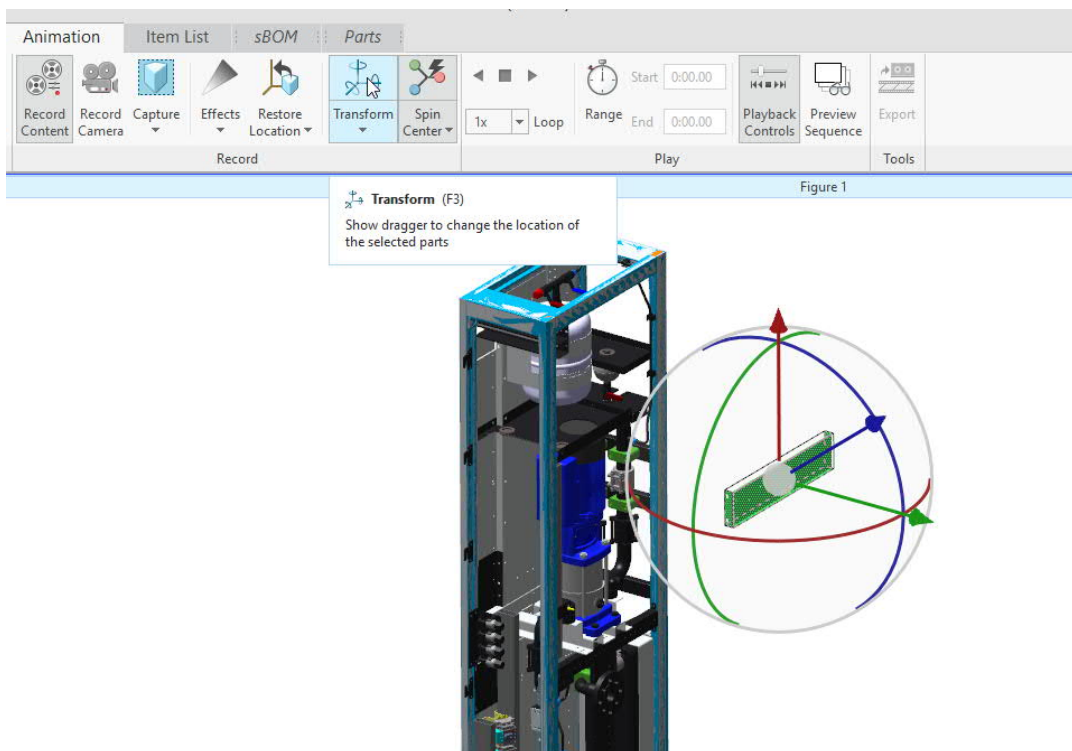 Animation Item List sBOM Parts
Record Content
Record Camera
Capture
Effects
Restore Location
Transform
Spin Center
1x Loop
Range
Start 0:00.00
End 0:00.00
Playback Controls
Preview Sequence
Export
Record Play Tools
Figure 1
Transform (F3)
Show dragger to change the location of
the selected parts